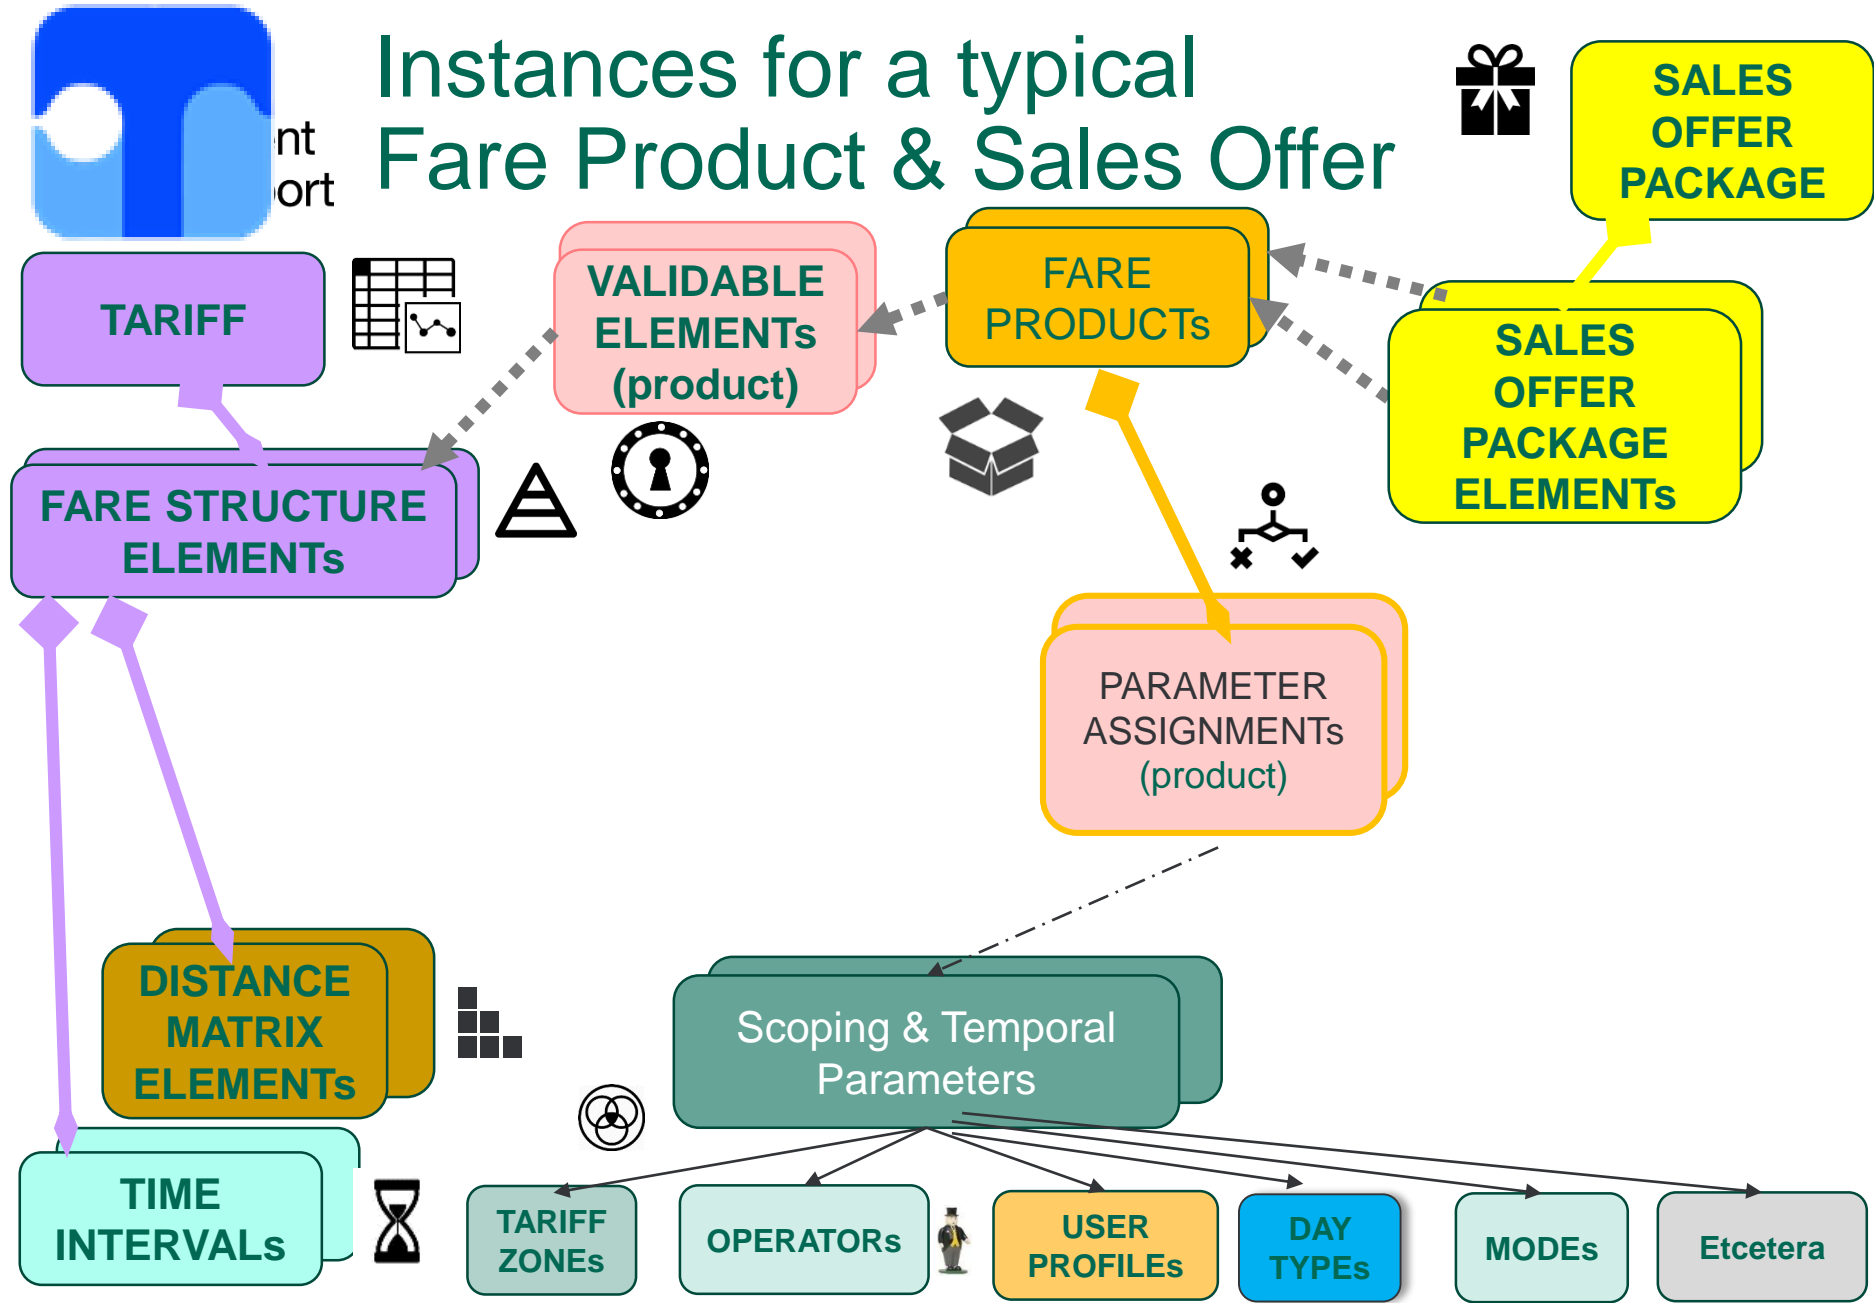 Instances for a typical
Fare Product & Sales Offer
nt
ort
SALES
OFFER
PACKAGE
TARIFF
VALIDABLE
ELEMENTs
(product)
FARE
PRODUCTs
SALES
OFFER
PACKAGE
ELEMENTs
FARE STRUCTURE
ELEMENTs
PARAMETER
ASSIGNMENTs
(product)
DISTANCE
MATRIX
ELEMENTs
Scoping & Temporal
Parameters
TIME
INTERVALs
TARIFF
ZONEs
OPERATORs
USER
PROFILEs
DAY
TYPEs
MODEs
Etcetera